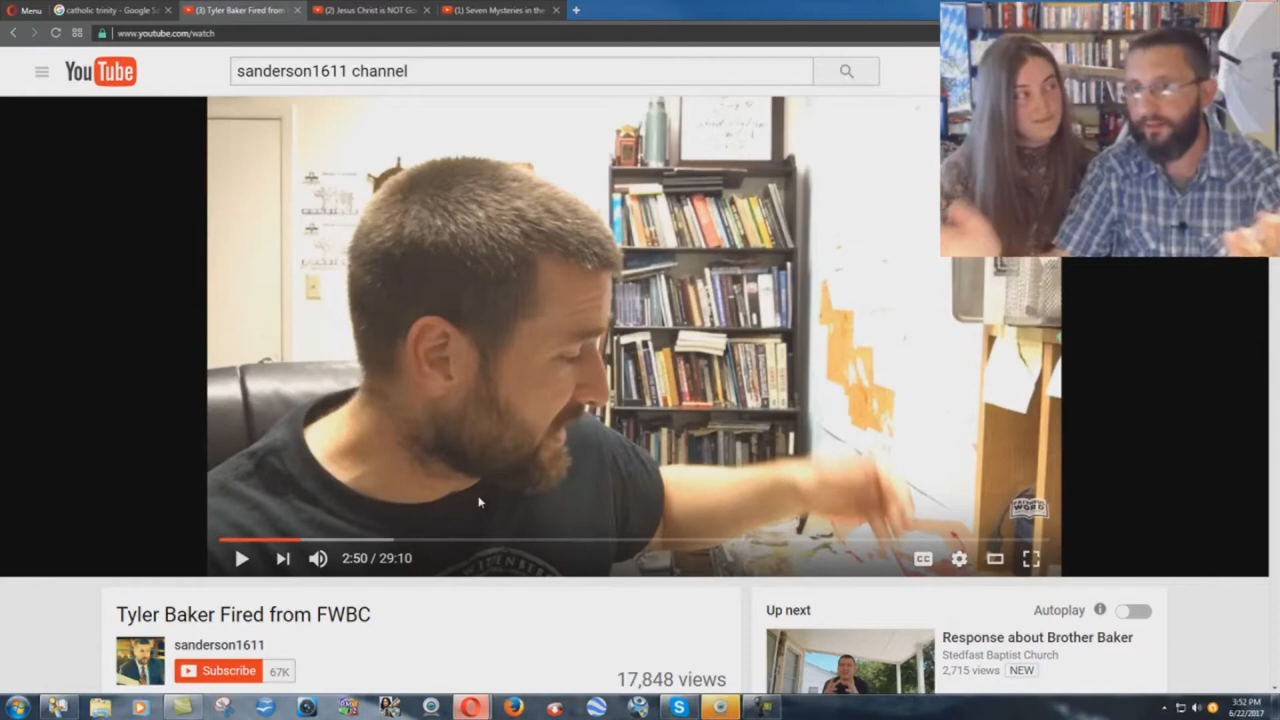 Menu
catholic trinity - Google S
(3) Tyler Baker Fired from
(2) Jesus Christ is NOT Go
(1) Seven Mysteries in the
www.youtube.com/watch
YouTube
sanderson1611 channel
FAITHFUL
WORD
2:50 / 29:10
CC
Tyler Baker Fired from FWBC
sanderson1611
Subscribe
67K
17,848 views
Up next
Autoplay
Response about Brother Baker
Stedfast Baptist Church
2,715 views NEW
3:52 PM
6/22/2017